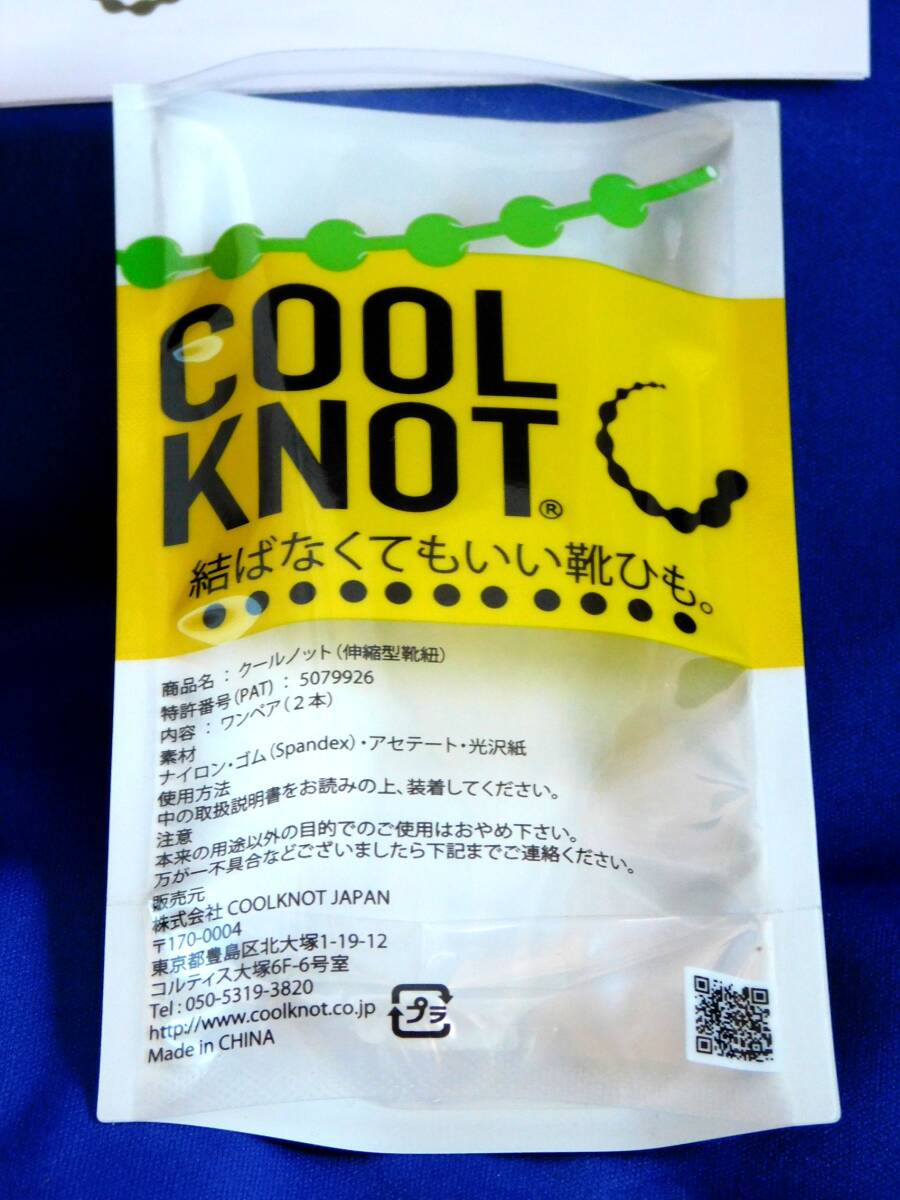 COOL
KNOT®
結ばなくてもいい靴ひも。
商品名：クールノット(伸縮型靴紐)
特許番号(PAT)：5079926
内容：ワンペア(２本)
素材
ナイロン・ゴム(Spandex)・アセテート・光沢紙
使用方法
中の取扱説明書をお読みの上、装着してください。
注意
本来の用途以外の目的でのご使用はおやめ下さい。
万が一不具合などございましたら下記までご連絡ください。
販売元
株式会社 COOLKNOT JAPAN
〒170-0004
東京都豊島区北大塚1-19-12
コルティス大塚6F-6号室
Tel : 050-5319-3820
http://www.coolknot.co.jp
Made in CHINA
プラ